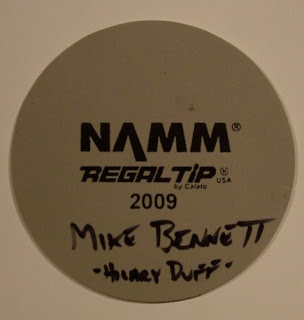 NAMM®
REGALTIP®
by Calato USA
2009
MIKE BENNETT
-HILARY DUFF-